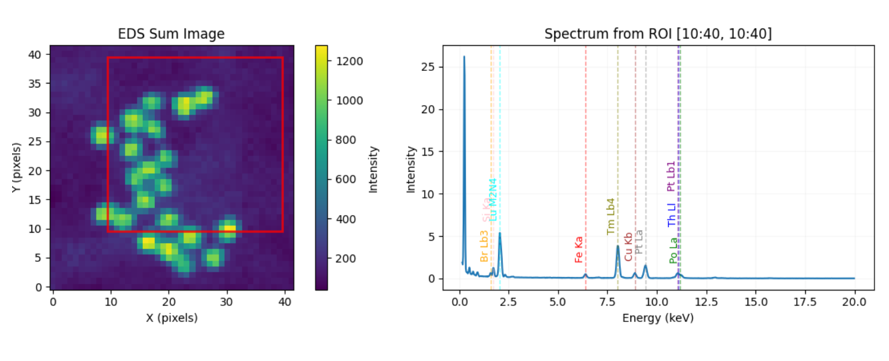 EDS Sum Image
40
35
30
25
20
15
10
5
0
0 10 20 30 40
X (pixels)
Y (pixels)
1200
1000
800
600
400
200
Intensity
Spectrum from ROI [10:40, 10:40]
25
20
15
10
5
0
Intensity
Br Lb3
Si Ka
Lu M2N4
Fe Ka
Tm Lb4
Cu Kb
Pt La
Th Ll
Pt Lb1
Po La
0.0 2.5 5.0 7.5 10.0 12.5 15.0 17.5 20.0
Energy (keV)